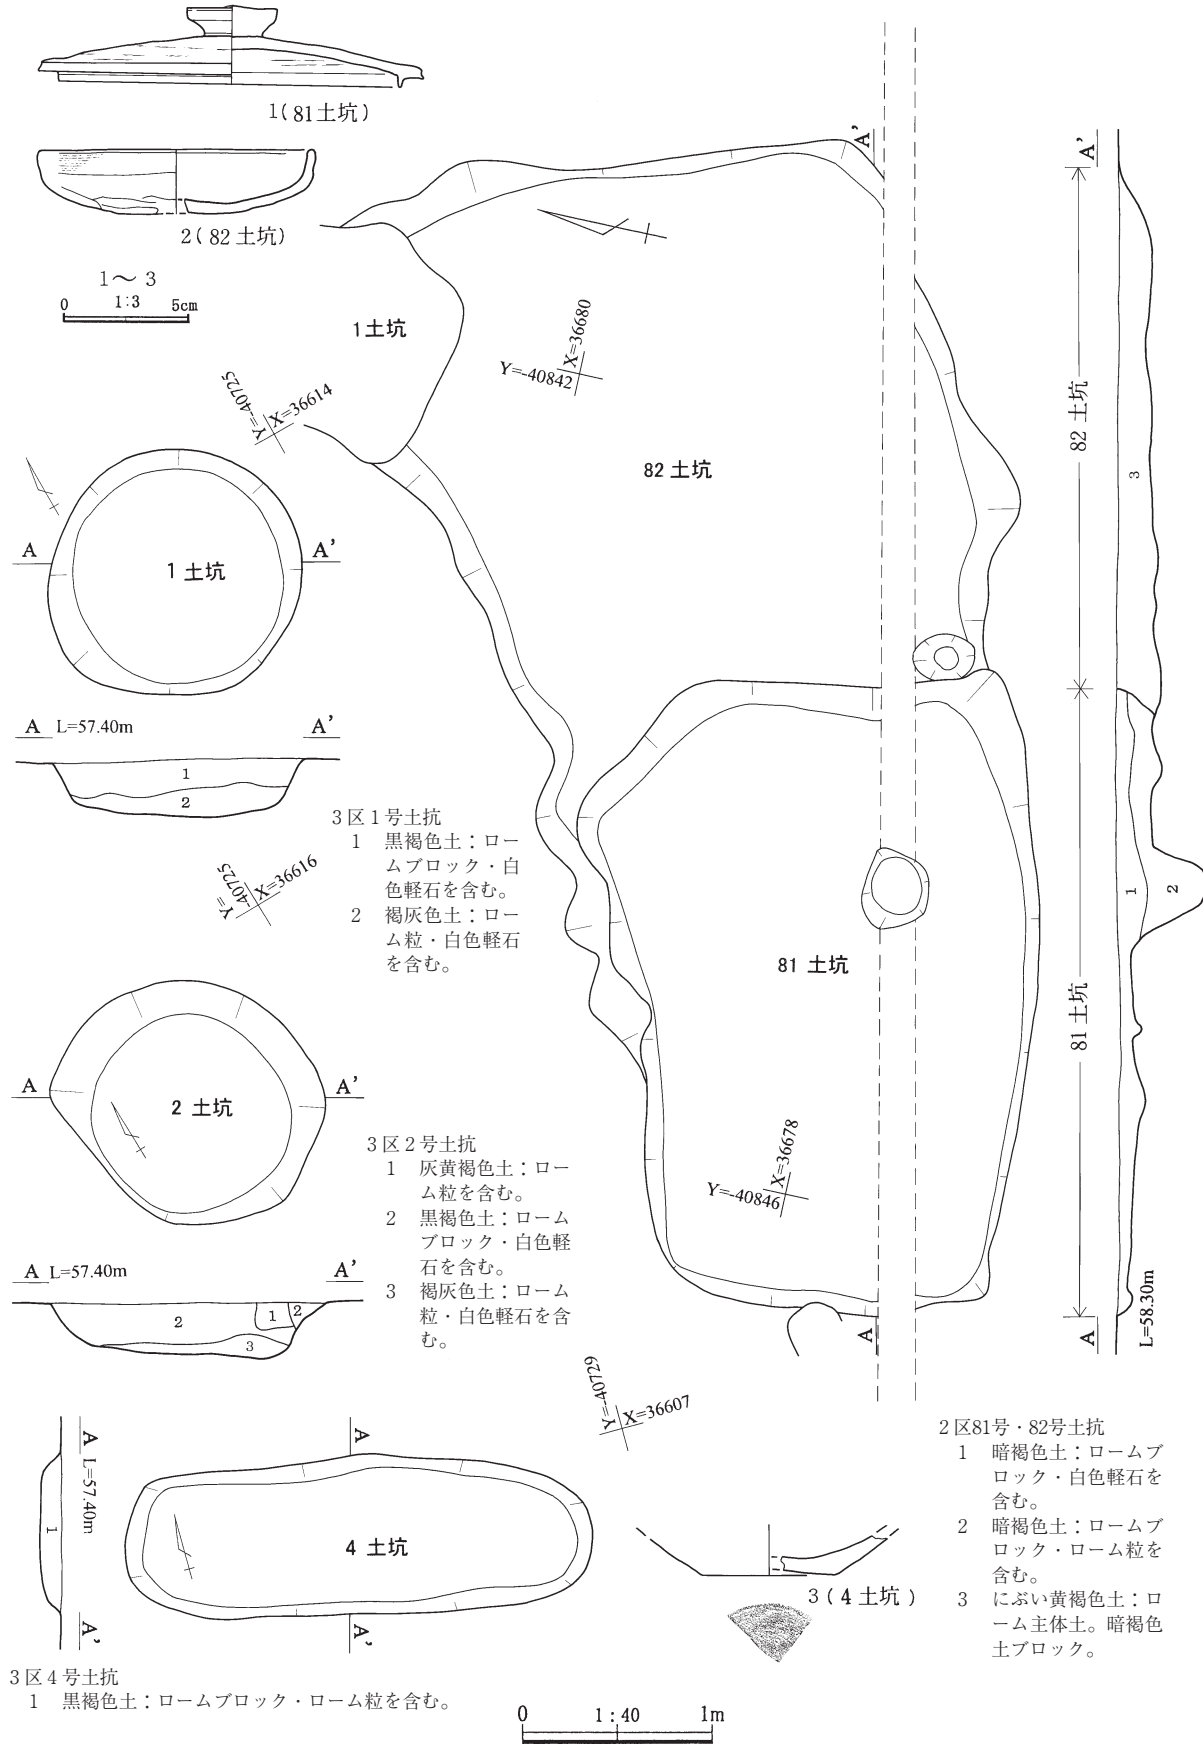 1(81土坑)
2(82土坑)
1～3
0 1:3 5cm
A'
1土坑
Y=-40842
X=36680
82 土坑
Y=-40725
X=36614
A
A'
1 土坑
A L=57.40m
A'
1
2
3区1号土抗
1 黒褐色土：ロー
ムブロック・白
色軽石を含む。
2 褐灰色土：ロー
ム粒・白色軽石
を含む。
Y=-40725
X=36616
A
A'
2 土坑
3区2号土抗
1 灰黄褐色土：ロー
ム粒を含む。
2 黒褐色土：ローム
ブロック・白色軽
石を含む。
3 褐灰色土：ローム
粒・白色軽石を含
む。
A L=57.40m
A'
2
1
2
3
81 土坑
Y=-40846
X=36678
A
A'
82 土坑
3
1
2
81 土坑
A
L=58.30m
Y=-40729
X=36607
A
L=57.40m
1
A'
A
4 土坑
A'
3(4土坑)
2区81号・82号土抗
1 暗褐色土：ロームブ
ロック・白色軽石を
含む。
2 暗褐色土：ロームブ
ロック・ローム粒を
含む。
3 にぶい黄褐色土：ロ
ーム主体土。暗褐色
土ブロック。
3区4号土抗
1 黒褐色土：ロームブロック・ローム粒を含む。
0 1:40 1m